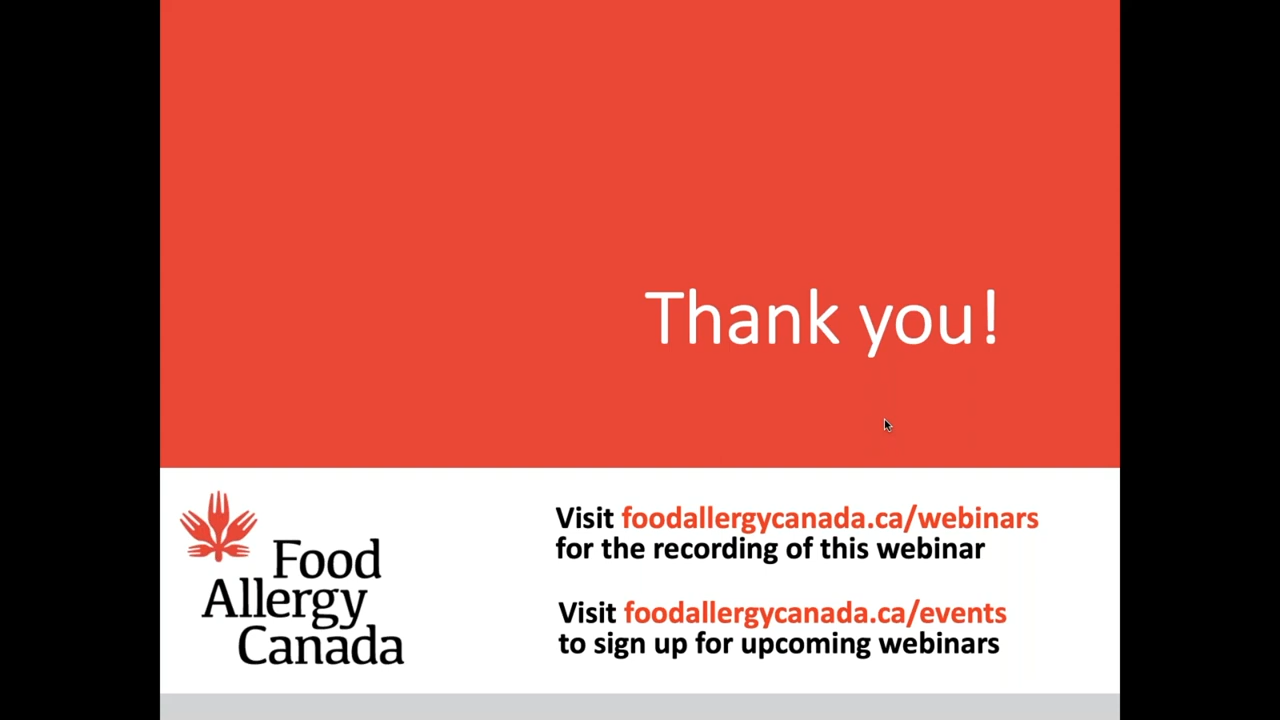 Thank you!
Food
Allergy
Canada
Visit foodallergycanada.ca/webinars
for the recording of this webinar
Visit foodallergycanada.ca/events
to sign up for upcoming webinars